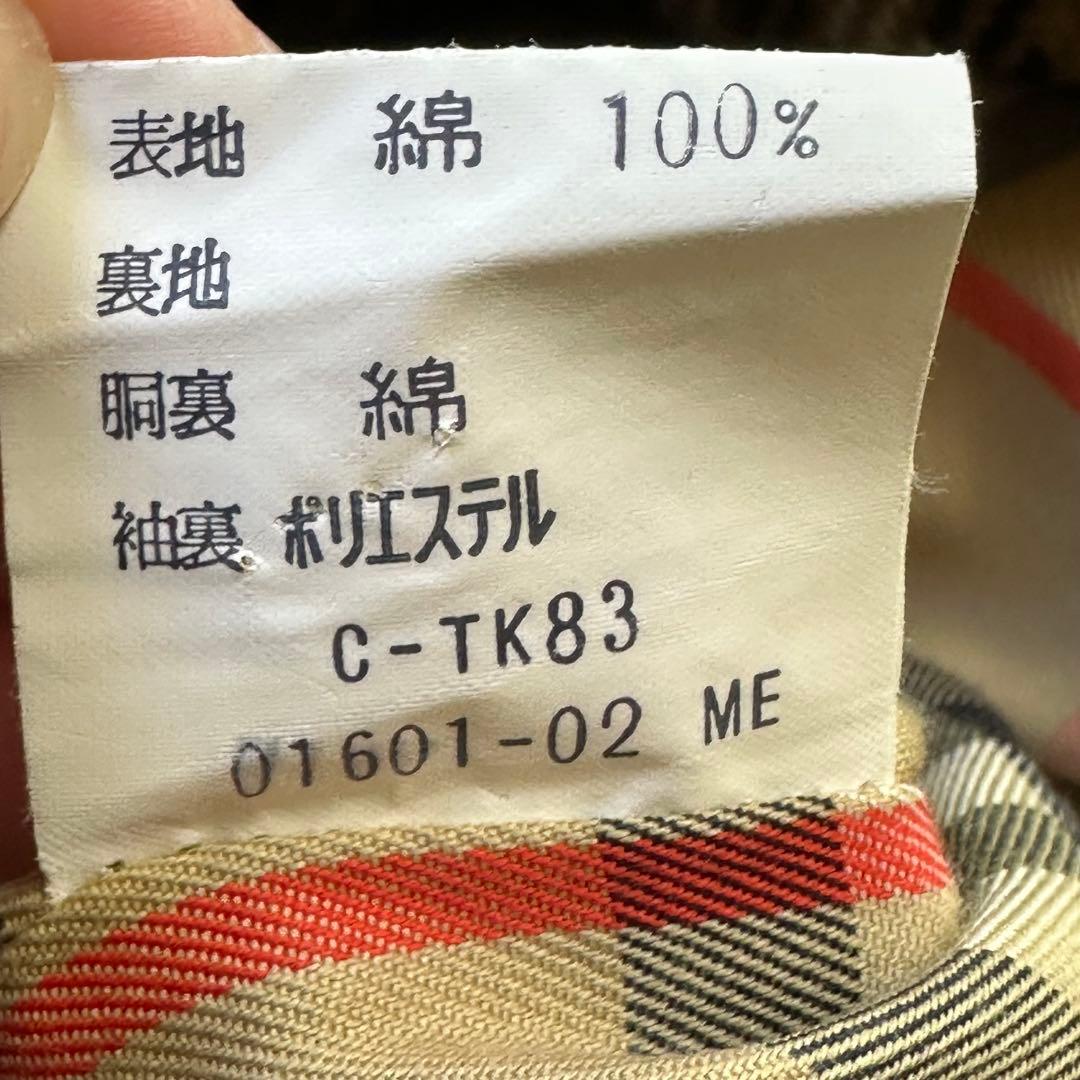 表地 綿 100%
裏地
胴裏 綿
袖裏 ポリエステル
C-TK83
01601-02 ME